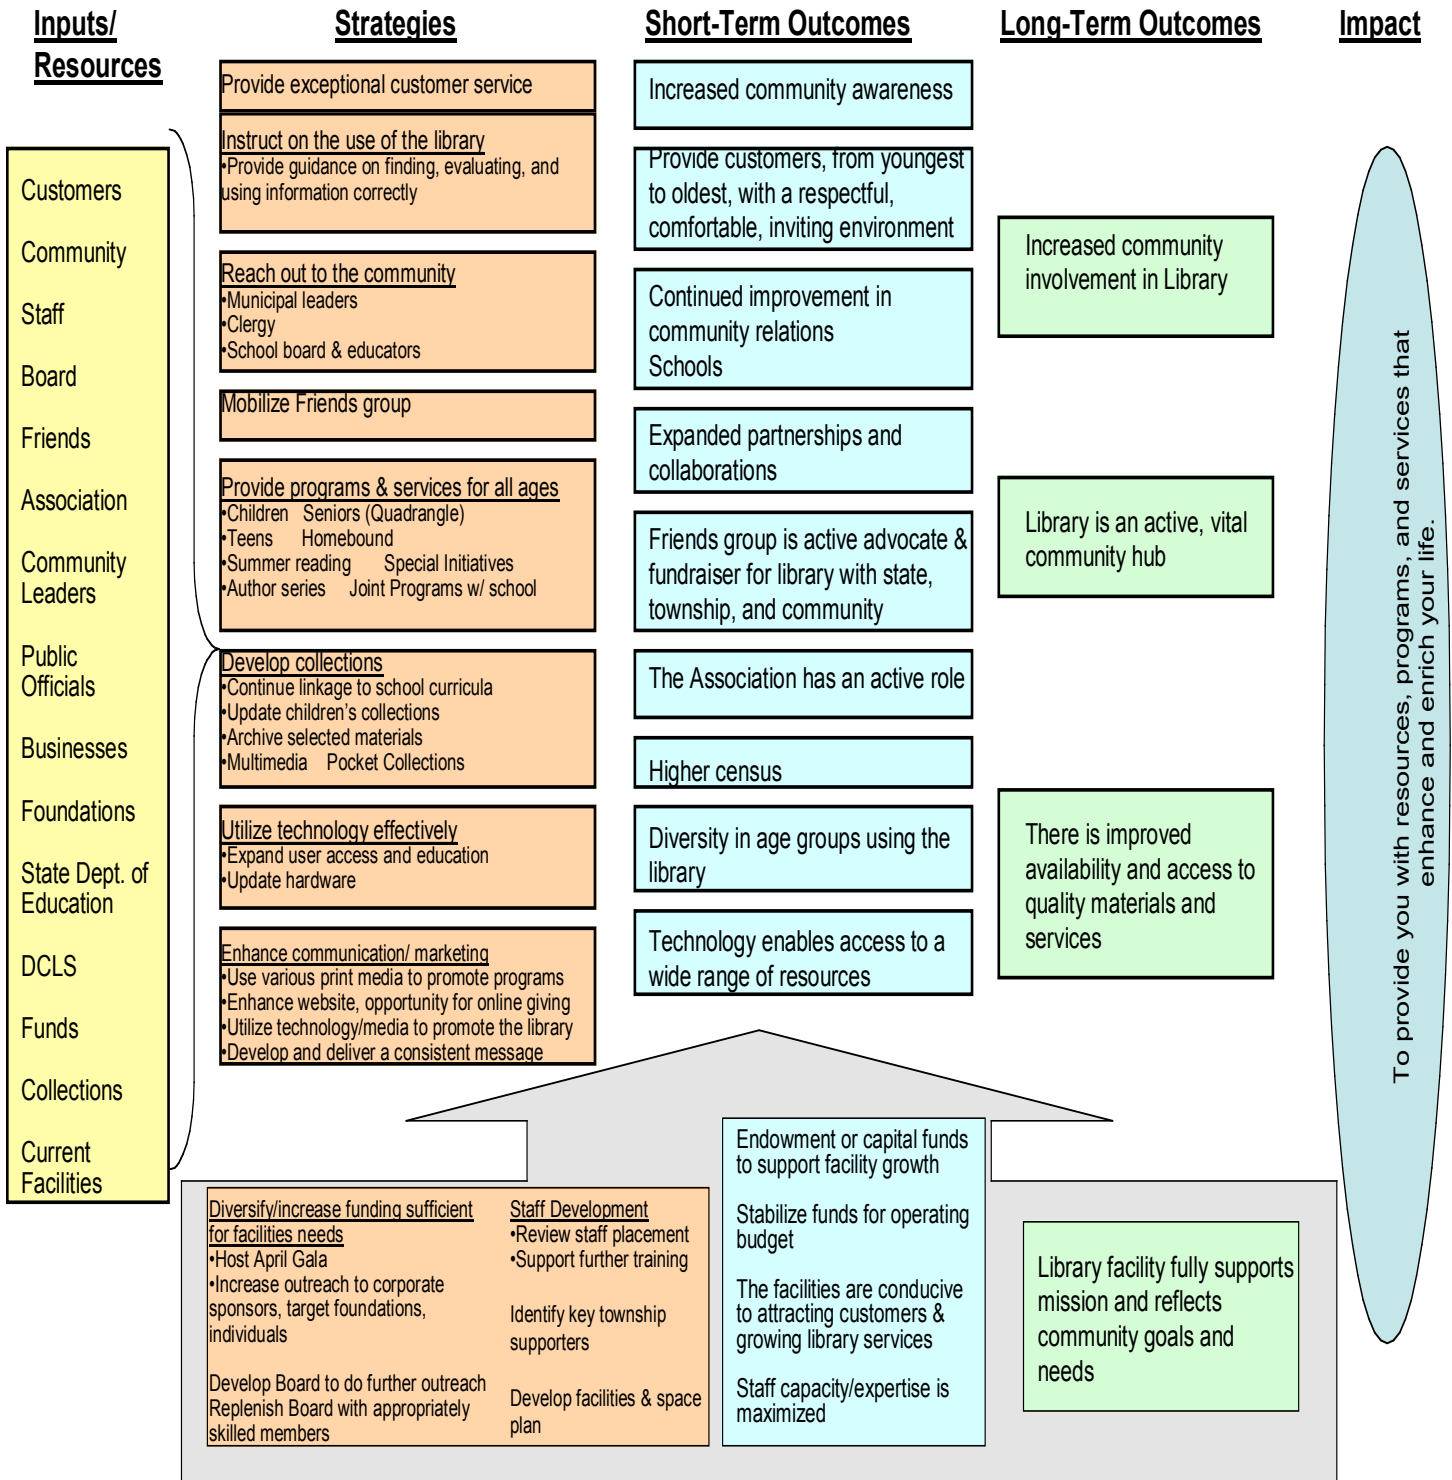 Inputs/
Resources
Strategies
Short-Term Outcomes
Long-Term Outcomes
Impact
Customers
Community
Staff
Board
Friends
Association
Community
Leaders
Public
Officials
Businesses
Foundations
State Dept. of
Education
DCLS
Funds
Collections
Current
Facilities
Provide exceptional customer service
Instruct on the use of the library
•Provide guidance on finding, evaluating, and
using information correctly
Reach out to the community
•Municipal leaders
•Clergy
•School board & educators
Mobilize Friends group
Provide programs & services for all ages
•Children Seniors (Quadrangle)
•Teens Homebound
•Summer reading Special Initiatives
•Author series Joint Programs w/ school
Develop collections
•Continue linkage to school curricula
•Update children's collections
•Archive selected materials
•Multimedia Pocket Collections
Utilize technology effectively
•Expand user access and education
•Update hardware
Enhance communication/ marketing
•Use various print media to promote programs
•Enhance website, opportunity for online giving
•Utilize technology/media to promote the library
•Develop and deliver a consistent message
Increased community awareness
Provide customers, from youngest
to oldest, with a respectful,
comfortable, inviting environment
Continued improvement in
community relations
Schools
Expanded partnerships and
collaborations
Friends group is active advocate &
fundraiser for library with state,
township, and community
The Association has an active role
Higher census
Diversity in age groups using the
library
Technology enables access to a
wide range of resources
Increased community
involvement in Library
Library is an active, vital
community hub
There is improved
availability and access to
quality materials and
services
To provide you with resources, programs, and services that
enhance and enrich your life.
Diversify/increase funding sufficient
for facilities needs
•Host April Gala
•Increase outreach to corporate
sponsors, target foundations,
individuals
Develop Board to do further outreach
Replenish Board with appropriately
skilled members
Staff Development
•Review staff placement
•Support further training
Identify key township
supporters
Develop facilities & space
plan
Endowment or capital funds
to support facility growth
Stabilize funds for operating
budget
The facilities are conducive
to attracting customers &
growing library services
Staff capacity/expertise is
maximized
Library facility fully supports
mission and reflects
community goals and
needs